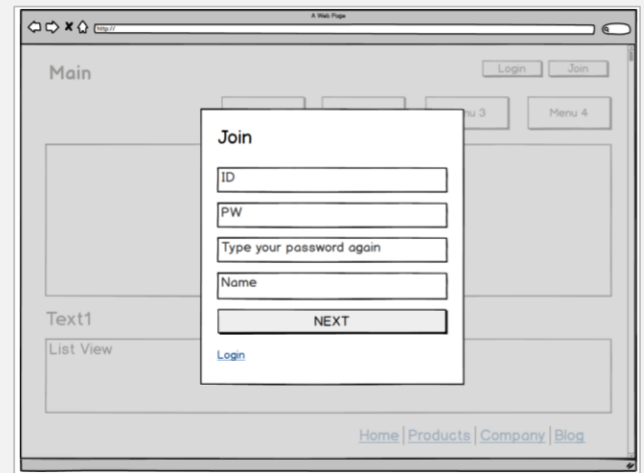 A Web Page
http://
Main
Login
Join
nu 3
Menu 4
Join
ID
PW
Type your password again
Name
NEXT
Login
Text1
List View
Home|Products|Company|Blog